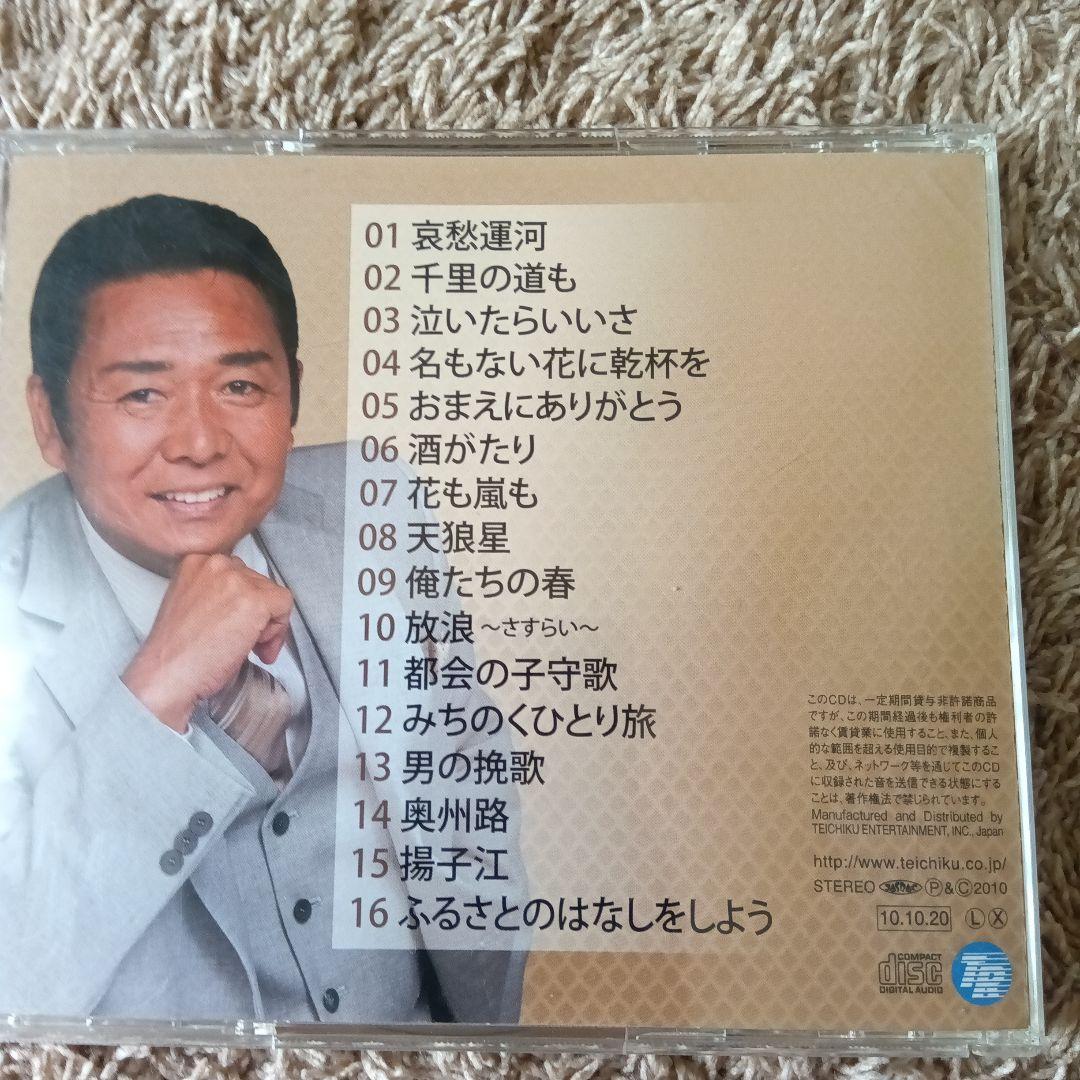 01 哀愁運河
02 千里の道も
03 泣いたらいいさ
04 名もない花に乾杯を
05 おまえにありがとう
06 酒がたり
07 花も嵐も
08 天狼星
09 俺たちの春
10 放浪 ～さすらい～
11 都会の子守歌
12 みちのくひとり旅
13 男の挽歌
14 奥州路
15 揚子江
16 ふるさとのはなしをしよう
このCDは、一定期間貸与非許諾商品
ですが、この期間経過後も権利者の許
諾なく賃貸業に使用すること、また、個人
的な範囲を超える使用目的で複製するこ
と、及び、ネットワーク等を通じてこのCD
に収録された音を送信できる状態にする
ことは、著作権法で禁じられています。
Manufactured and Distributed by
TEICHIKU ENTERTAINMENT, INC., Japan
http://www.teichiku.co.jp/
STEREO JASRAC Ⓟ&Ⓒ2010
10.10.20 Ⓛ Ⓧ
COMPACT
disc
DIGITAL AUDIO